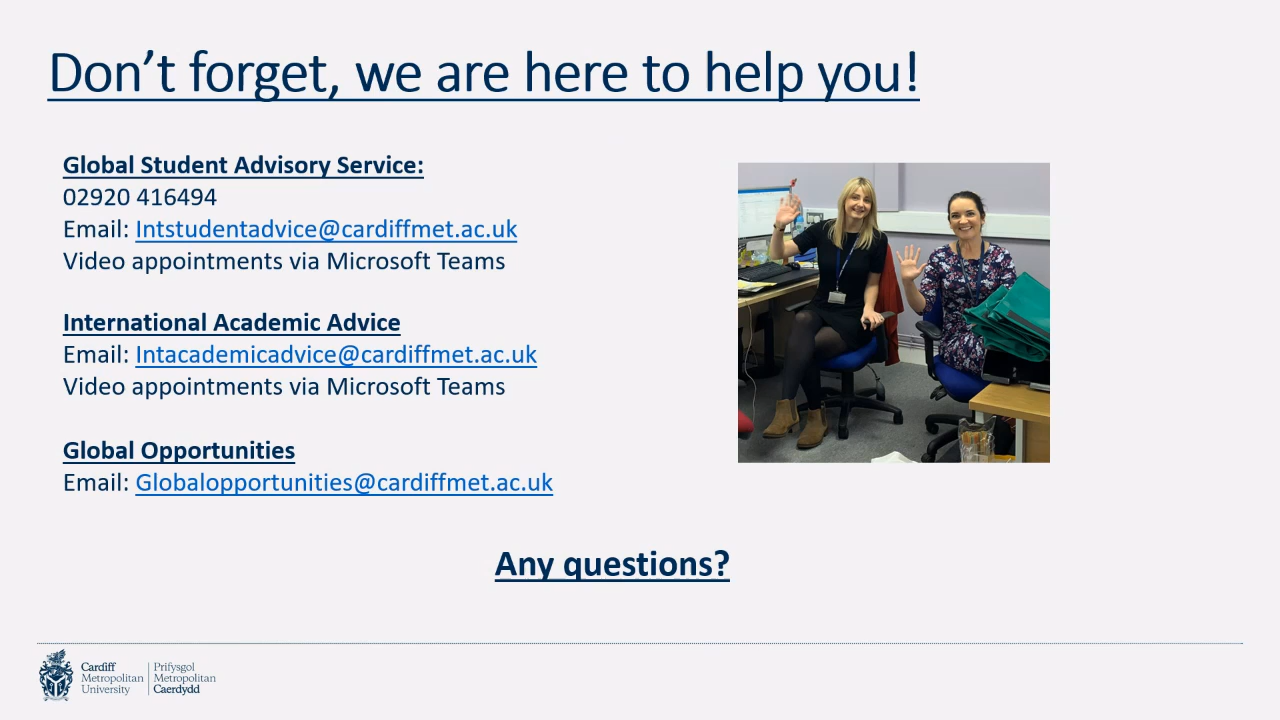 Don't forget, we are here to help you!
Global Student Advisory Service:
02920 416494
Email: Intstudentadvice@cardiffmet.ac.uk
Video appointments via Microsoft Teams
International Academic Advice
Email: Intacademicadvice@cardiffmet.ac.uk
Video appointments via Microsoft Teams
Global Opportunities
Email: Globalopportunities@cardiffmet.ac.uk
Any questions?
Cardiff
Metropolitan
University
Prifysgol
Metropolitan
Caerdydd